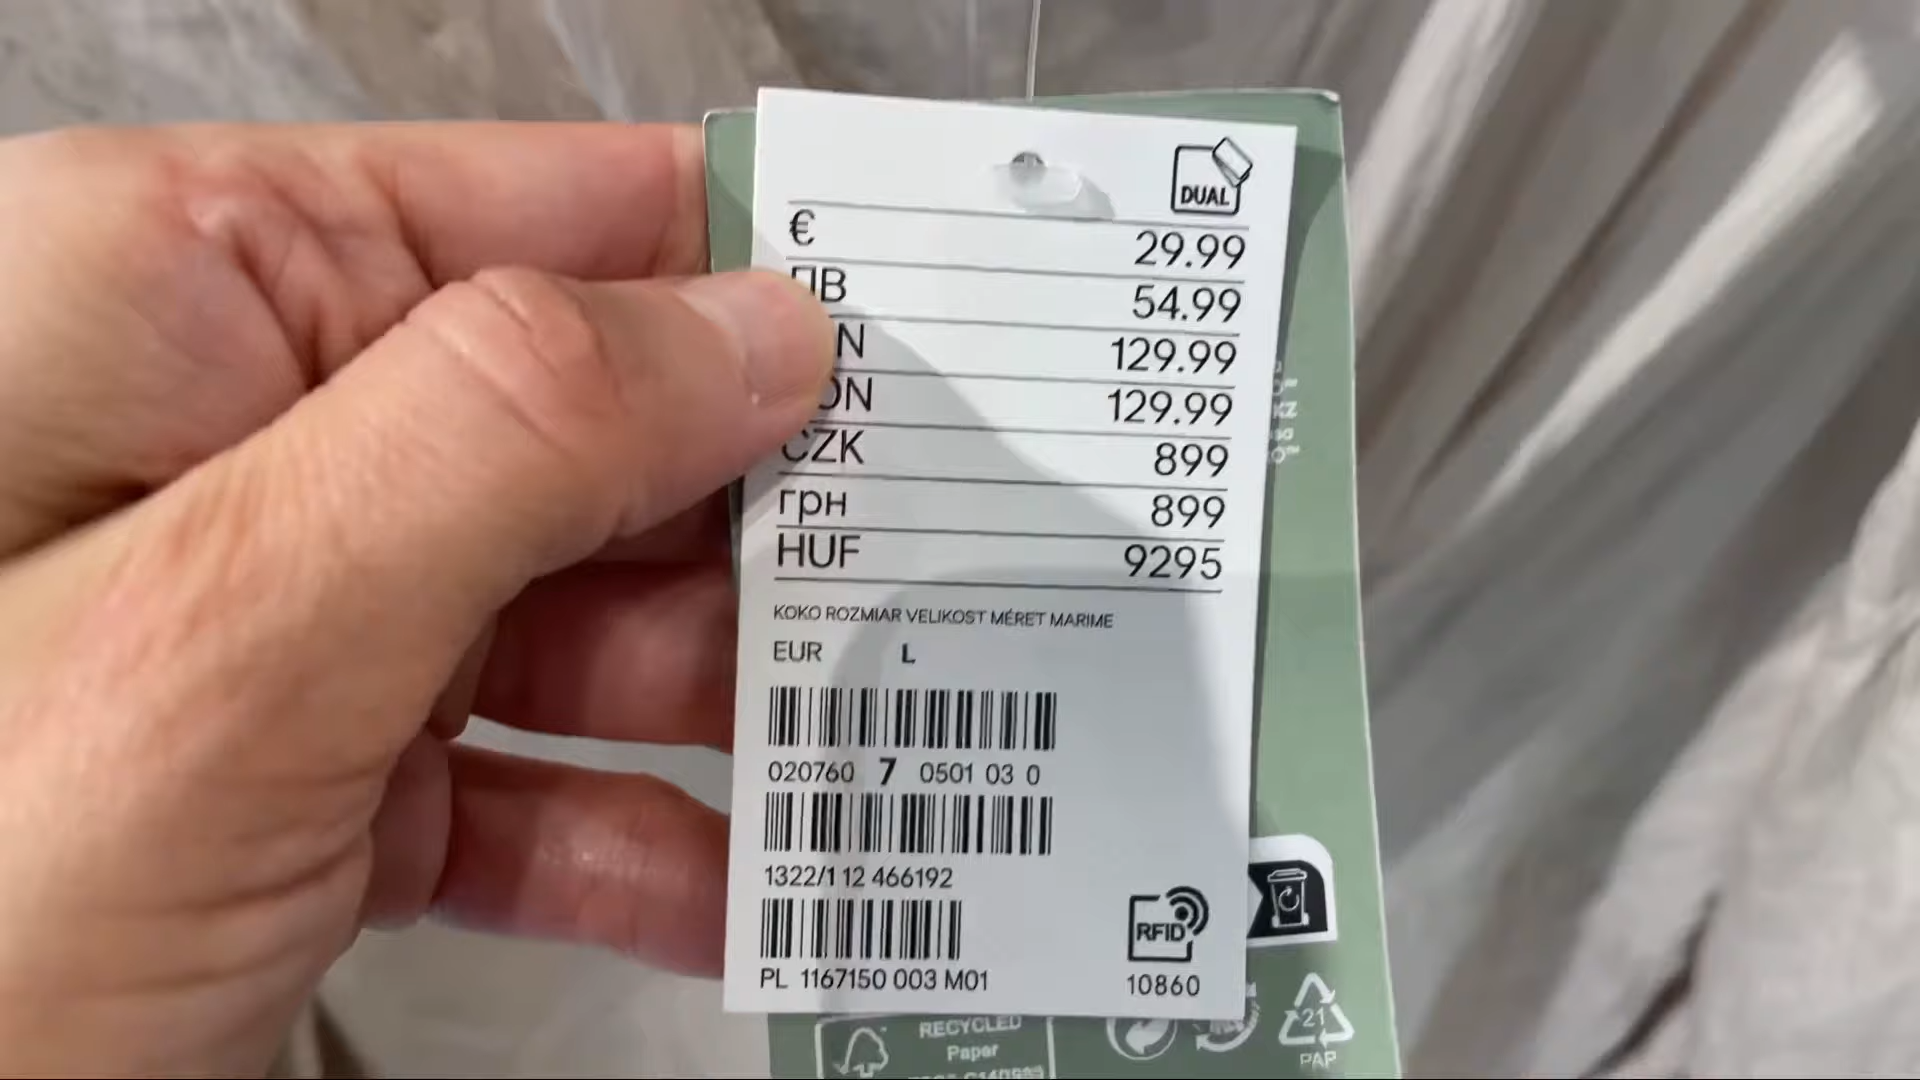 DUAL
€ 29.99
ЛВ 54.99
N 129.99
ON 129.99
CZK 899
грн 899
HUF 9295
KOKO ROZMIAR VELIKOST MÉRET MARIME
EUR L
020760 7 0501 03 0
1322/1 12 466192
PL 1167150 003 M01
RFID
10860
RECYCLED
Paper
21
PAP